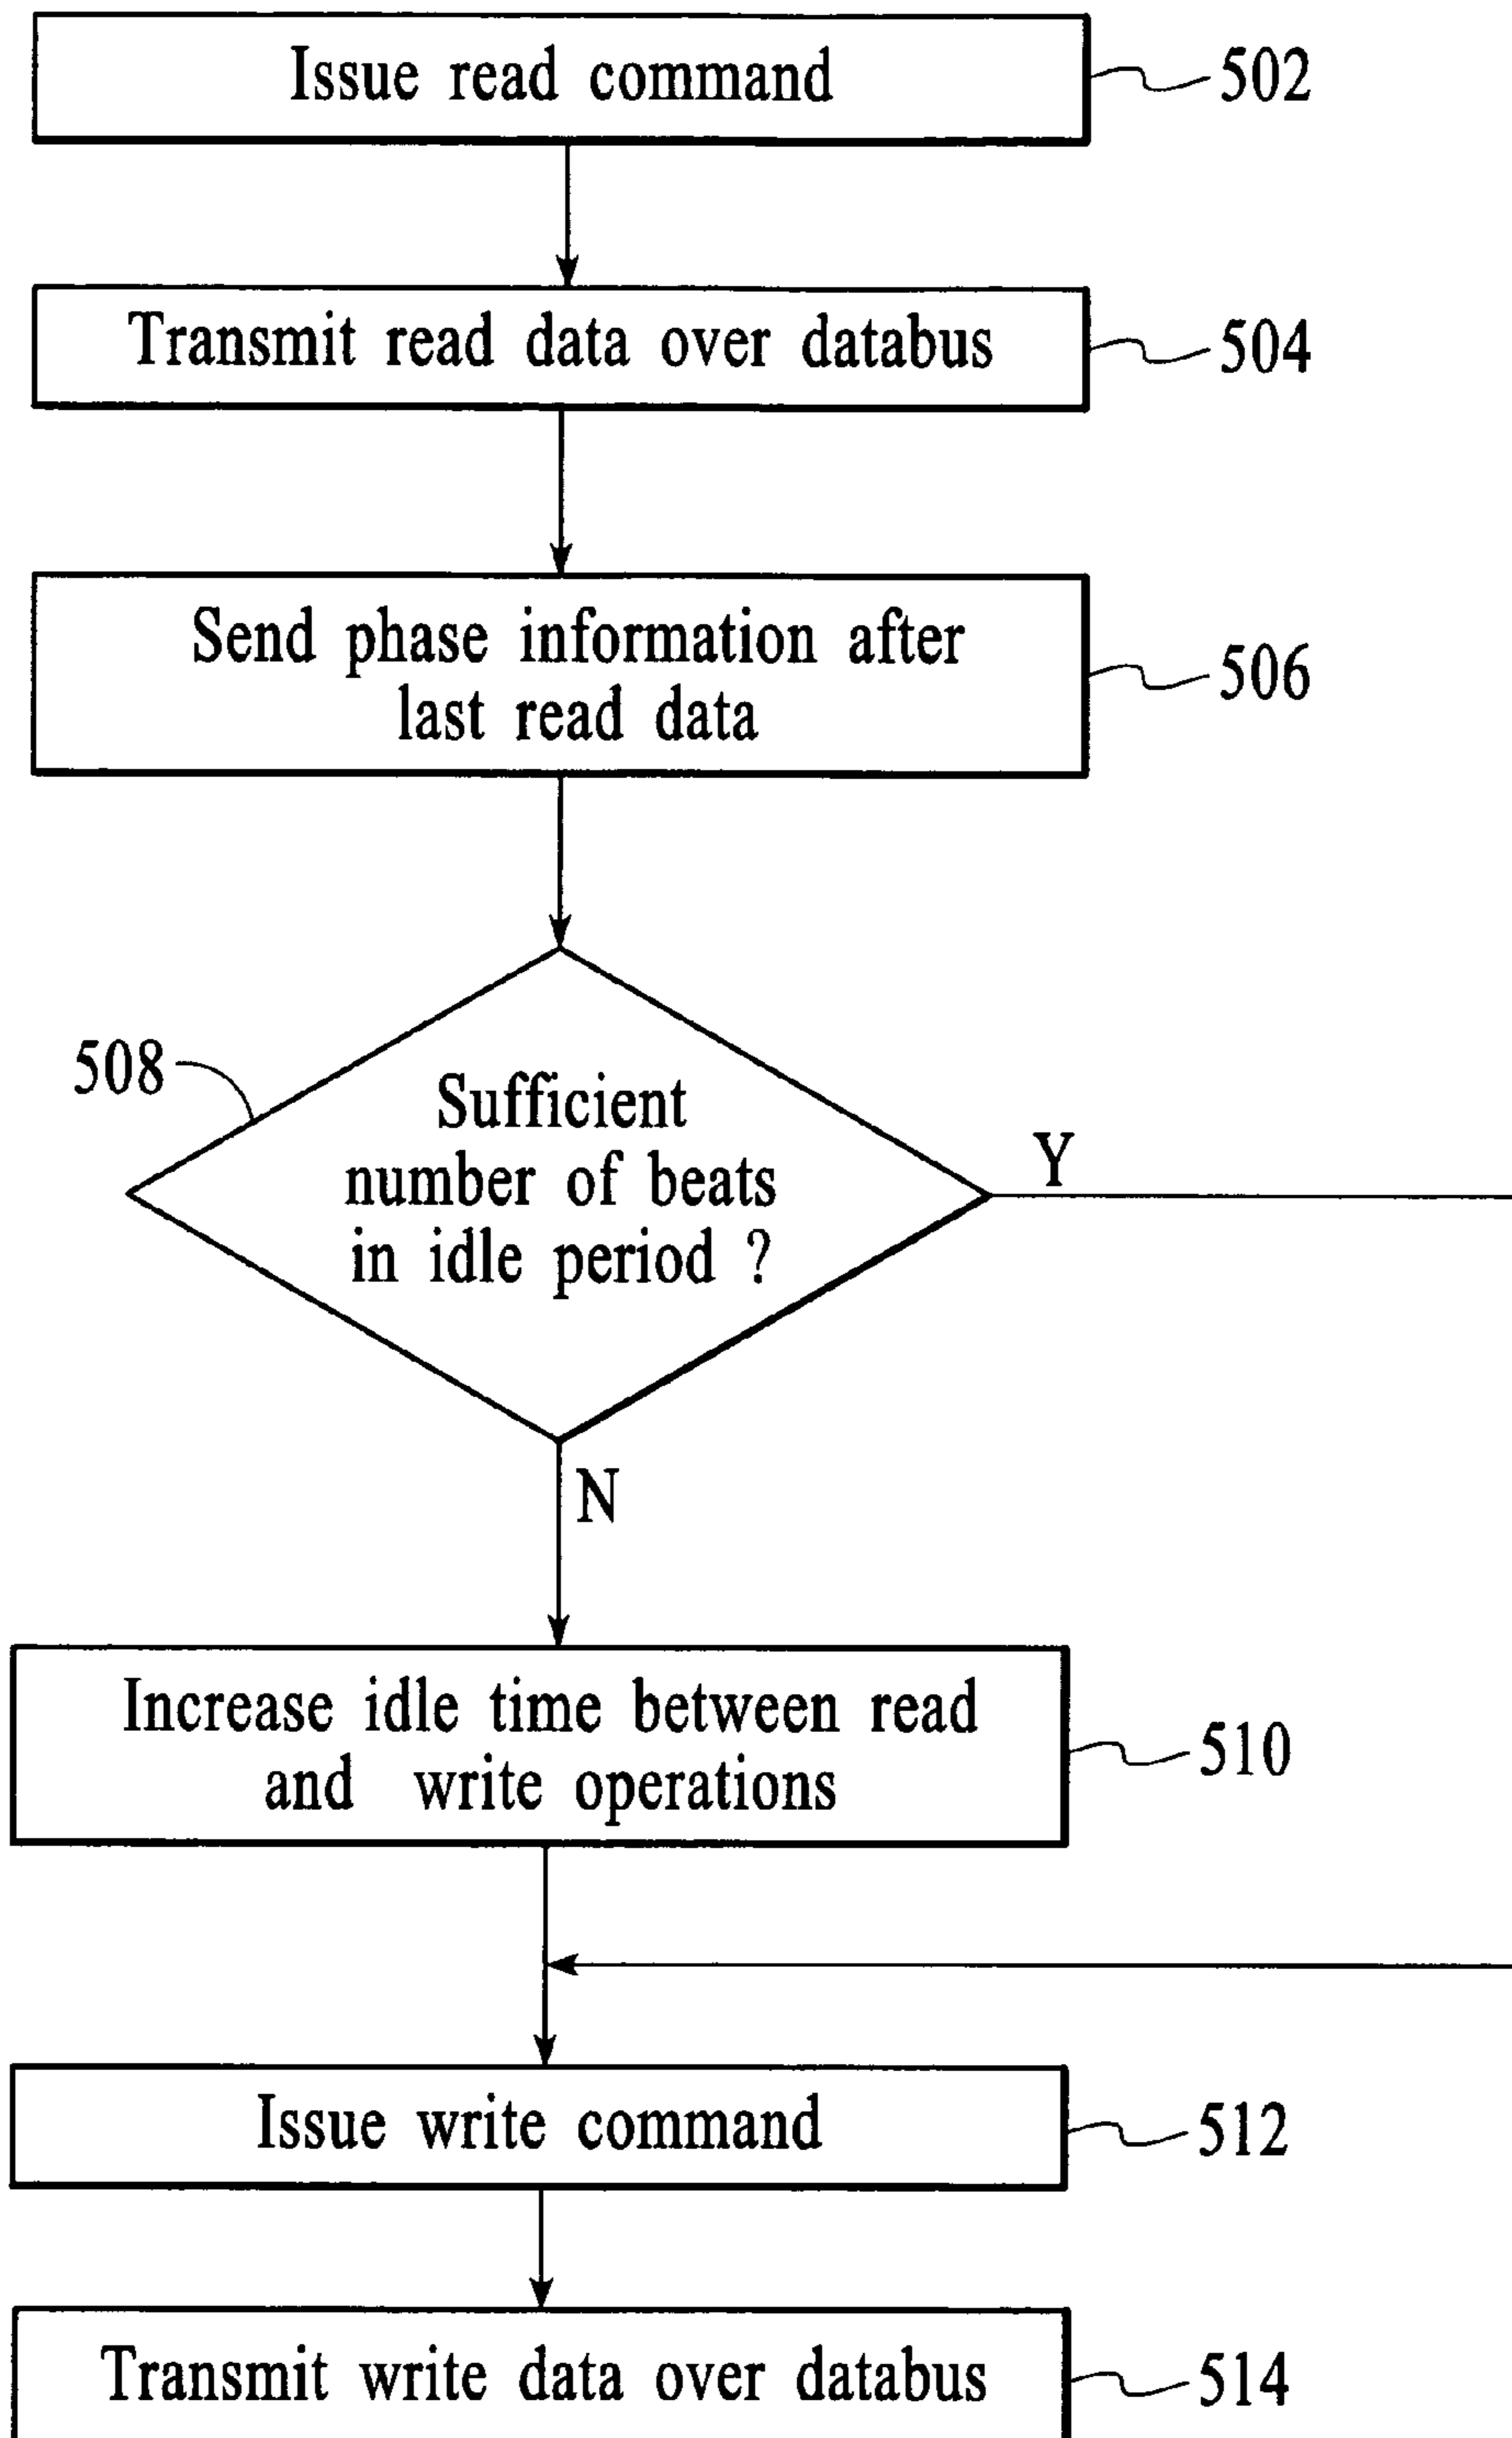 Issue read command
502
Transmit read data over databus
504
Send phase information after
last read data
506
508
Sufficient
number of beats
in idle period ?
Y
N
Increase idle time between read
and write operations
510
Issue write command
512
Transmit write data over databus
514